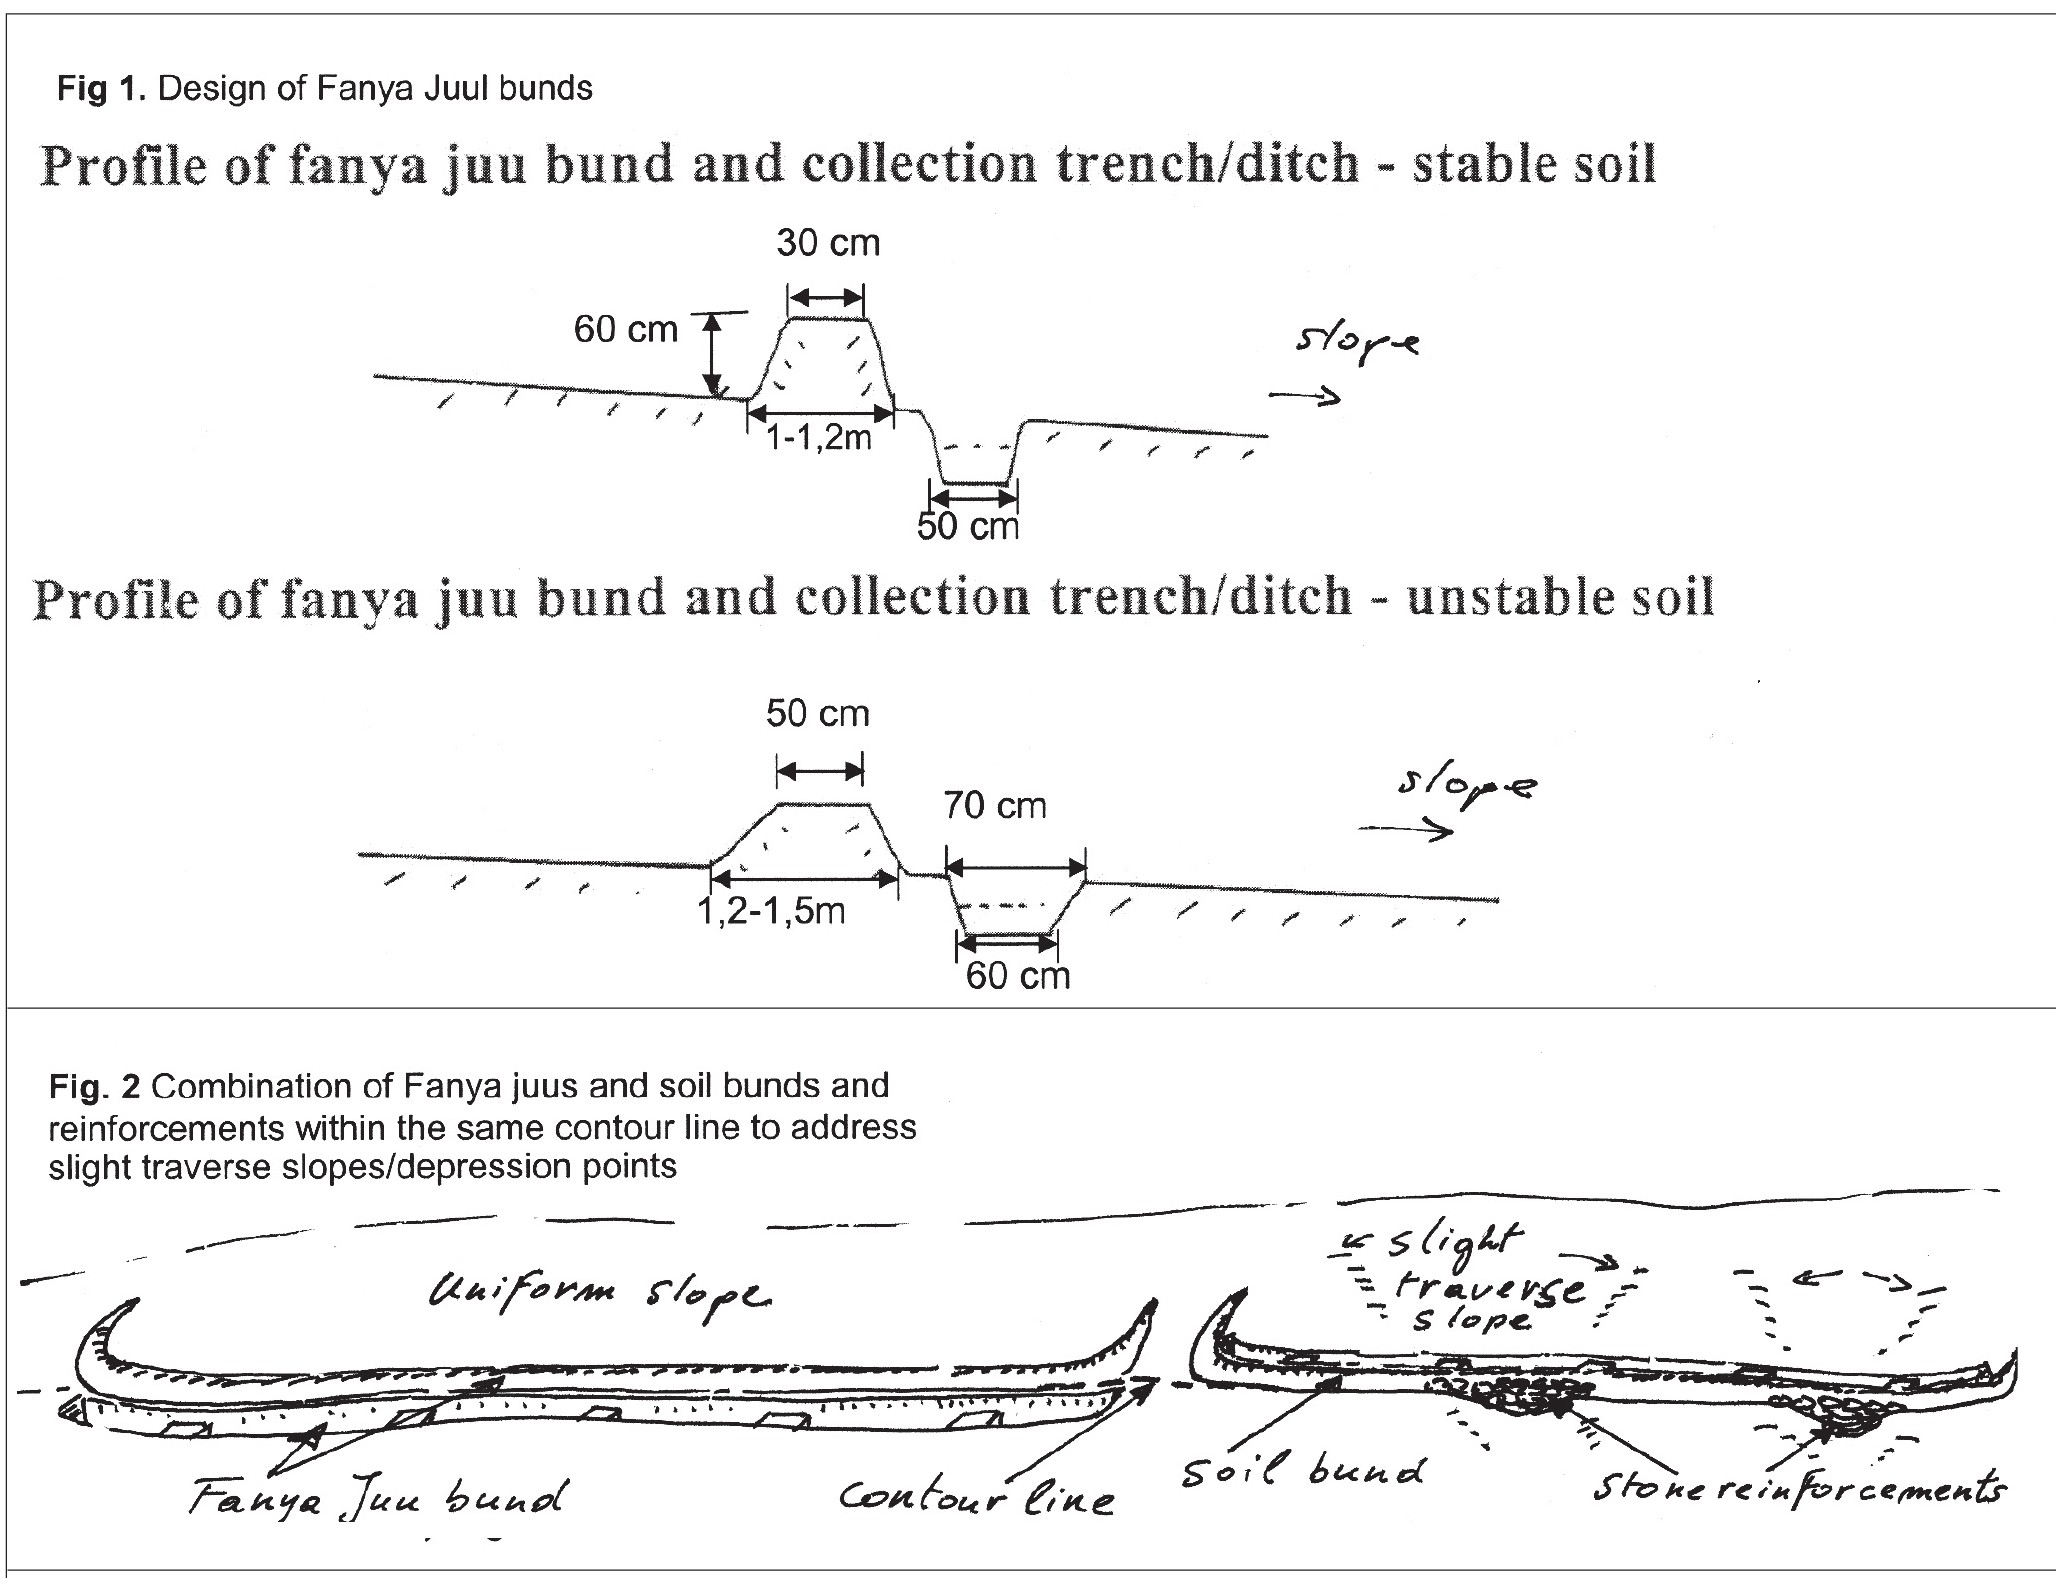 Fig 1. Design of Fanya Juul bunds
Profile of fanya juu bund and collection trench/ditch - stable soil
30 cm
60 cm
slope
1-1,2m
50 cm
Profile of fanya juu bund and collection trench/ditch - unstable soil
50 cm
70 cm
slope
1,2-1,5m
60 cm
Fig. 2 Combination of Fanya juus and soil bunds and
reinforcements within the same contour line to address
slight traverse slopes/depression points
Uniform slope
slight
traverse
slope
Fanya Juu bund
Contour line
Soil bund
Stone reinforcements